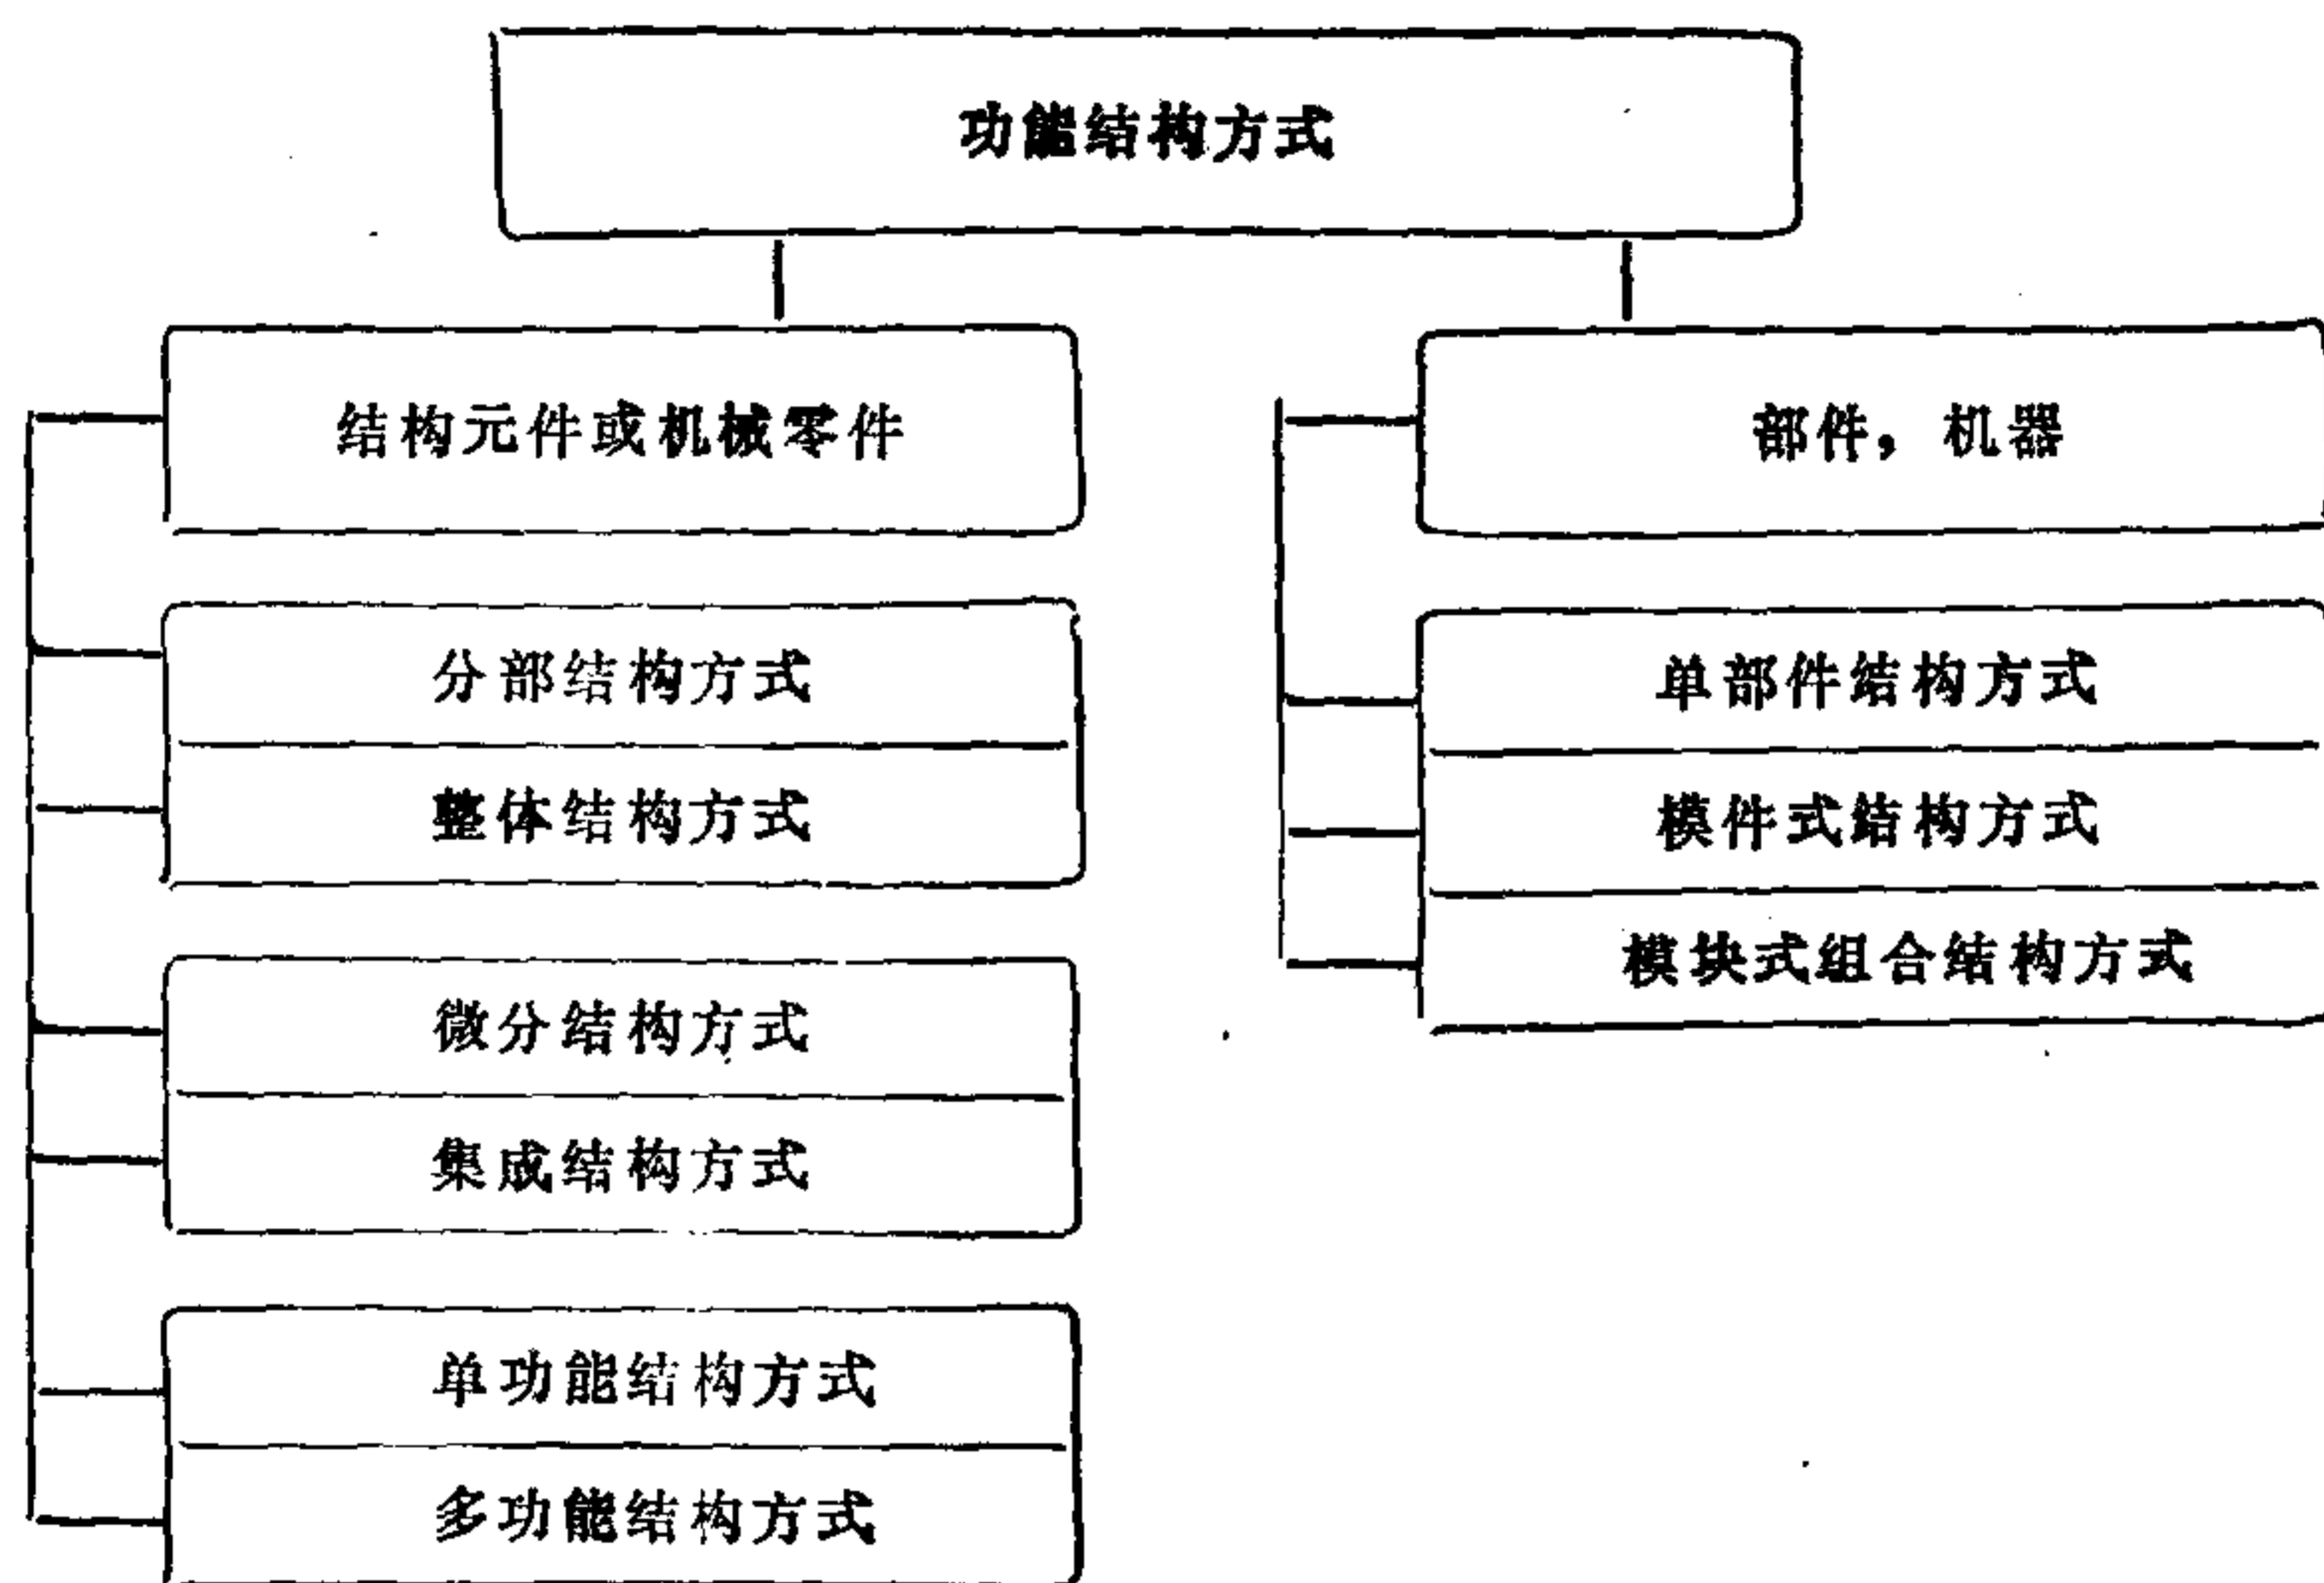 功能结构方式
结构元件或机械零件
分部结构方式
整体结构方式
微分结构方式
集成结构方式
单功能结构方式
多功能结构方式
部件，机器
单部件结构方式
模件式结构方式
模块式组合结构方式